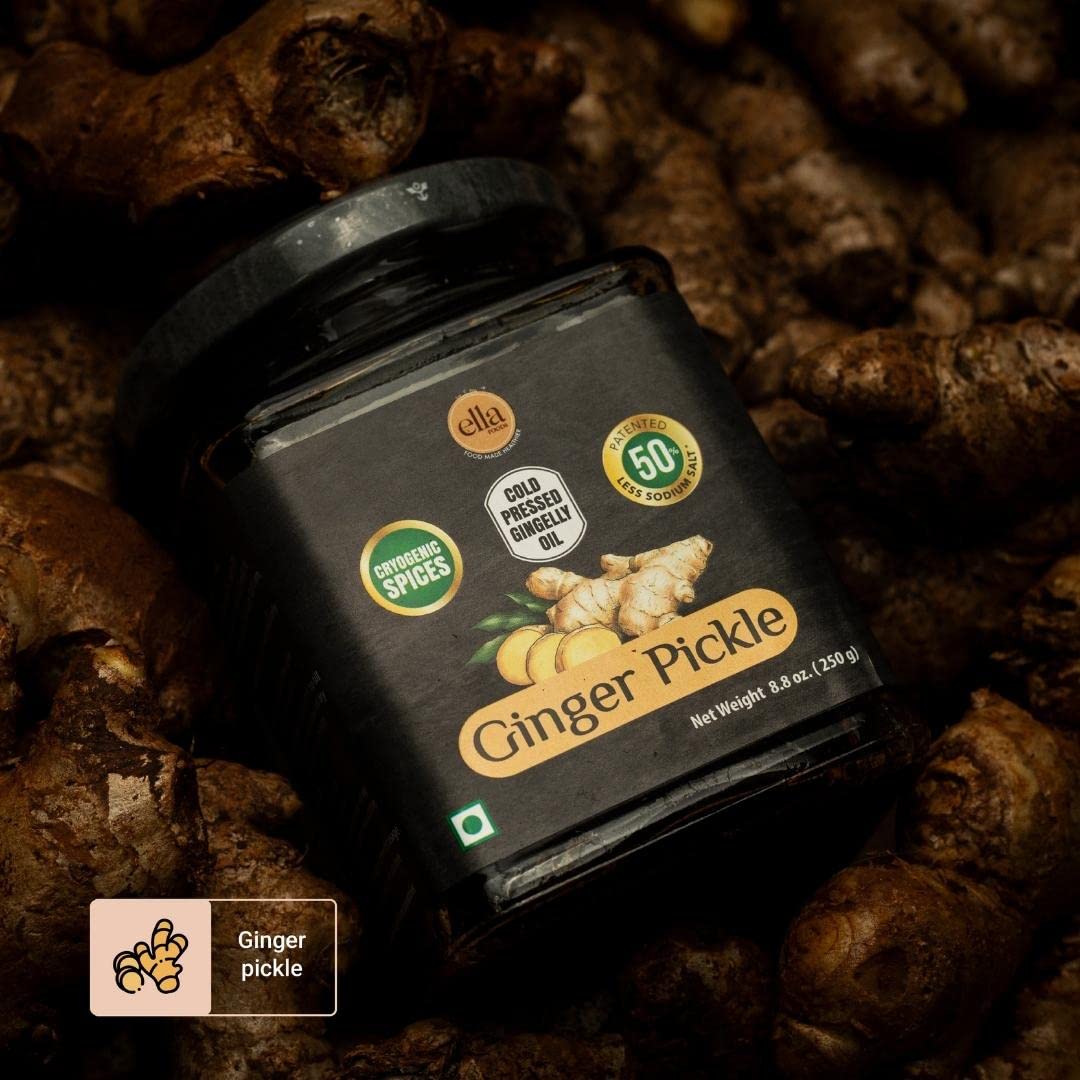 ella
FOODS
FOOD MADE HEALTHIER
PATENTED
50%
LESS SODIUM SALT*
COLD
PRESSED
GINGELLY
OIL
CRYOGENIC
SPICES
Ginger Pickle
Net Weight 8.8 oz. ( 250 g)
Ginger
pickle